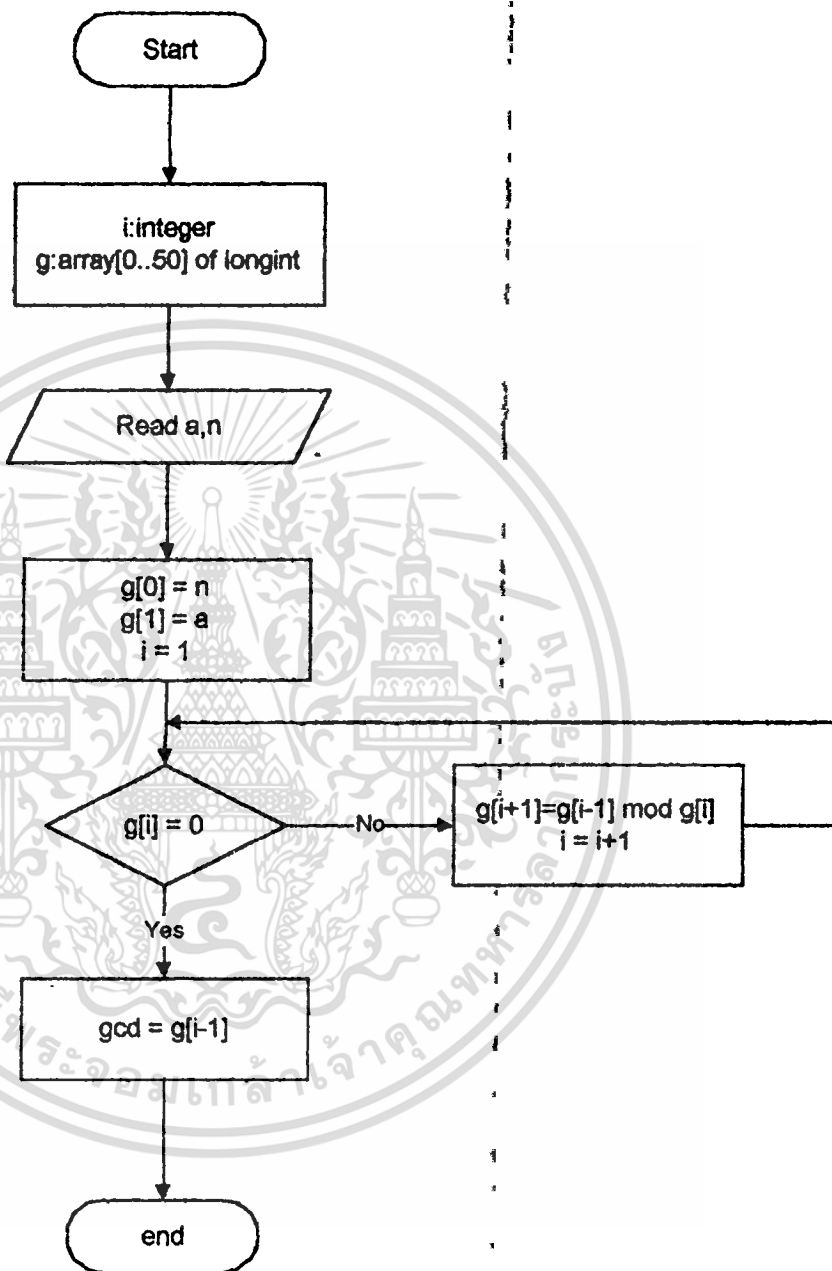 Start
i:integer
g:array[0..50] of longint
Read a,n
g[0] = n
g[1] = a
i = 1
g[i] = 0
No
g[i+1]=g[i-1] mod g[i]
i = i+1
Yes
gcd = g[i-1]
end